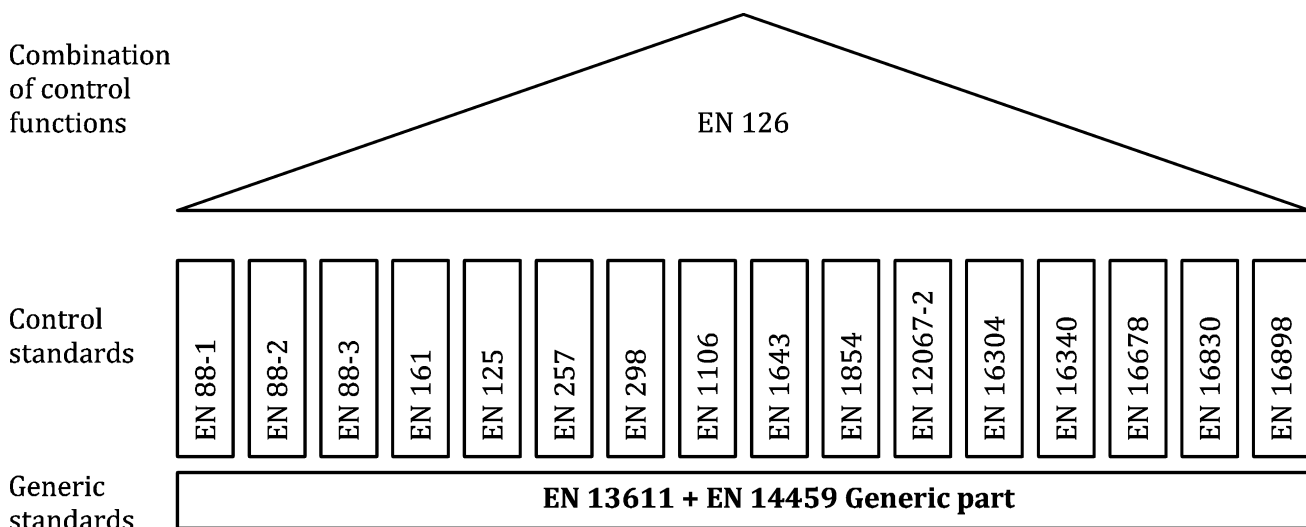 Combination
of control
functions
EN 126
Control
standards
EN 88-1
EN 88-2
EN 88-3
EN 161
EN 125
EN 257
EN 298
EN 1106
EN 1643
EN 1854
EN 12067-2
EN 16304
EN 16340
EN 16678
EN 16830
EN 16898
Generic
standards
EN 13611 + EN 14459 Generic part